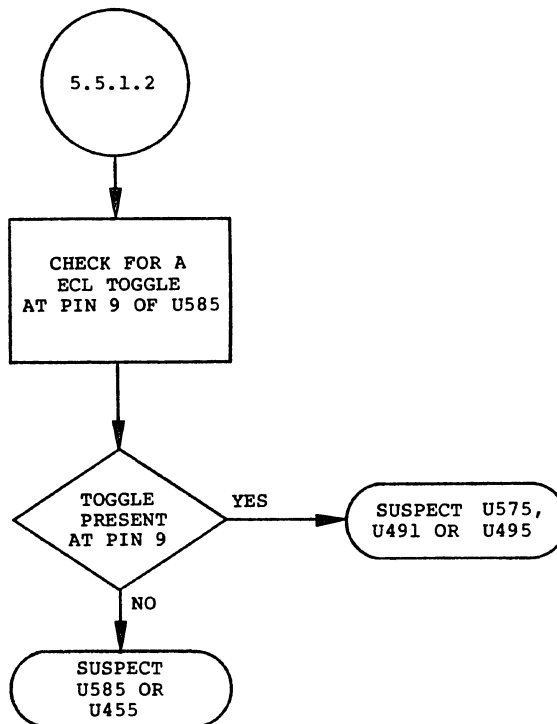 5.5.1.2
CHECK FOR A
ECL TOGGLE
AT PIN 9 OF U585
TOGGLE
PRESENT
AT PIN 9
YES
SUSPECT U575,
U491 OR U495
NO
SUSPECT
U585 OR
U455